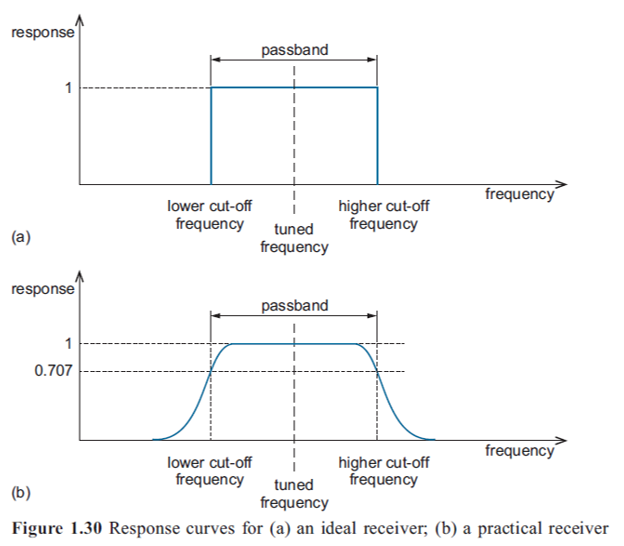 response
passband
1
frequency
lower cut-off
frequency
tuned
frequency
higher cut-off
frequency
(a)
response
passband
1
0.707
frequency
lower cut-off
frequency
tuned
frequency
higher cut-off
frequency
(b)
Figure 1.30 Response curves for (a) an ideal receiver; (b) a practical receiver